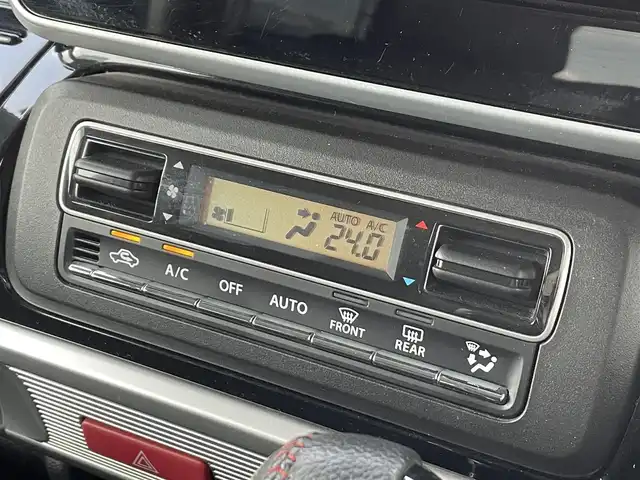 AUTO A/C
24.0
A/C
OFF
AUTO
FRONT
REAR